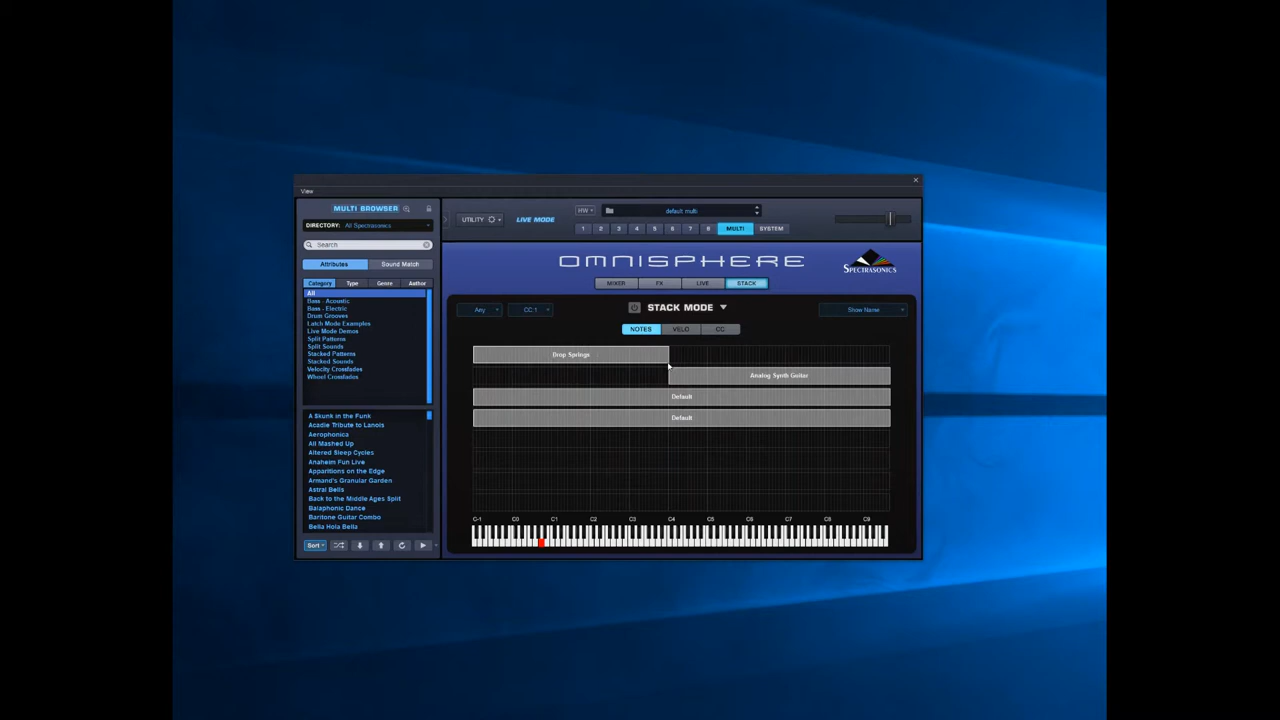 View
MULTI BROWSER
DIRECTORY: All Spectrasonics
Search
Attributes Sound Match
Category Type Genre Author
All
Bass - Acoustic
Bass - Electric
Drum Grooves
Latch Mode Examples
Live Mode Demos
Split Patterns
Split Sounds
Stacked Patterns
Stacked Sounds
Velocity Crossfades
Wheel Crossfades
A Skunk in the Funk
Acadie Tribute to Lanois
Aerophonica
All Mashed Up
Altered Sleep Cycles
Anaheim Fun Live
Apparitions on the Edge
Armand's Granular Garden
Astral Bells
Back to the Middle Ages Split
Balaphonic Dance
Baritone Guitar Combo
Bella Hola Bella
Sort
UTILITY LIVE MODE HW default multi
1 2 3 4 5 6 7 8 MULTI SYSTEM
OMNISPHERE
SPECTRASONICS
MIXER FX LIVE STACK
Any CC:1 STACK MODE Show Name
NOTES VELO CC
Drop Springs
Analog Synth Guitar
Default
Default
C-1 C0 C1 C2 C3 C4 C5 C6 C7 C8 C9